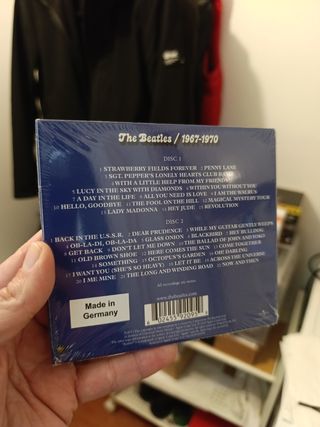 The Beatles / 1967-1970
DISC 1
1 STRAWBERRY FIELDS FOREVER 2 PENNY LANE
3 SGT. PEPPER'S LONELY HEARTS CLUB BAND
4 WITH A LITTLE HELP FROM MY FRIENDS
5 LUCY IN THE SKY WITH DIAMONDS 6 WITHIN YOU WITHOUT YOU
7 A DAY IN THE LIFE 8 ALL YOU NEED IS LOVE 9 I AM THE WALRUS
10 HELLO, GOODBYE 11 THE FOOL ON THE HILL 12 MAGICAL MYSTERY TOUR
13 LADY MADONNA 14 HEY JUDE 15 REVOLUTION
DISC 2
1 BACK IN THE U.S.S.R. 2 DEAR PRUDENCE 3 WHILE MY GUITAR GENTLY WEEPS
4 OB-LA-DI, OB-LA-DA 5 GLASS ONION 6 BLACKBIRD 7 HEY BULLDOG
8 GET BACK 9 DON'T LET ME DOWN 10 THE BALLAD OF JOHN AND YOKO
11 OLD BROWN SHOE 12 HERE COMES THE SUN 13 COME TOGETHER
14 SOMETHING 15 OCTOPUS'S GARDEN 16 OH! DARLING
17 I WANT YOU (SHE'S SO HEAVY) 18 LET IT BE 19 ACROSS THE UNIVERSE
20 I ME MINE 21 THE LONG AND WINDING ROAD 22 NOW AND THEN
Made in
Germany
www.thebeatles.com